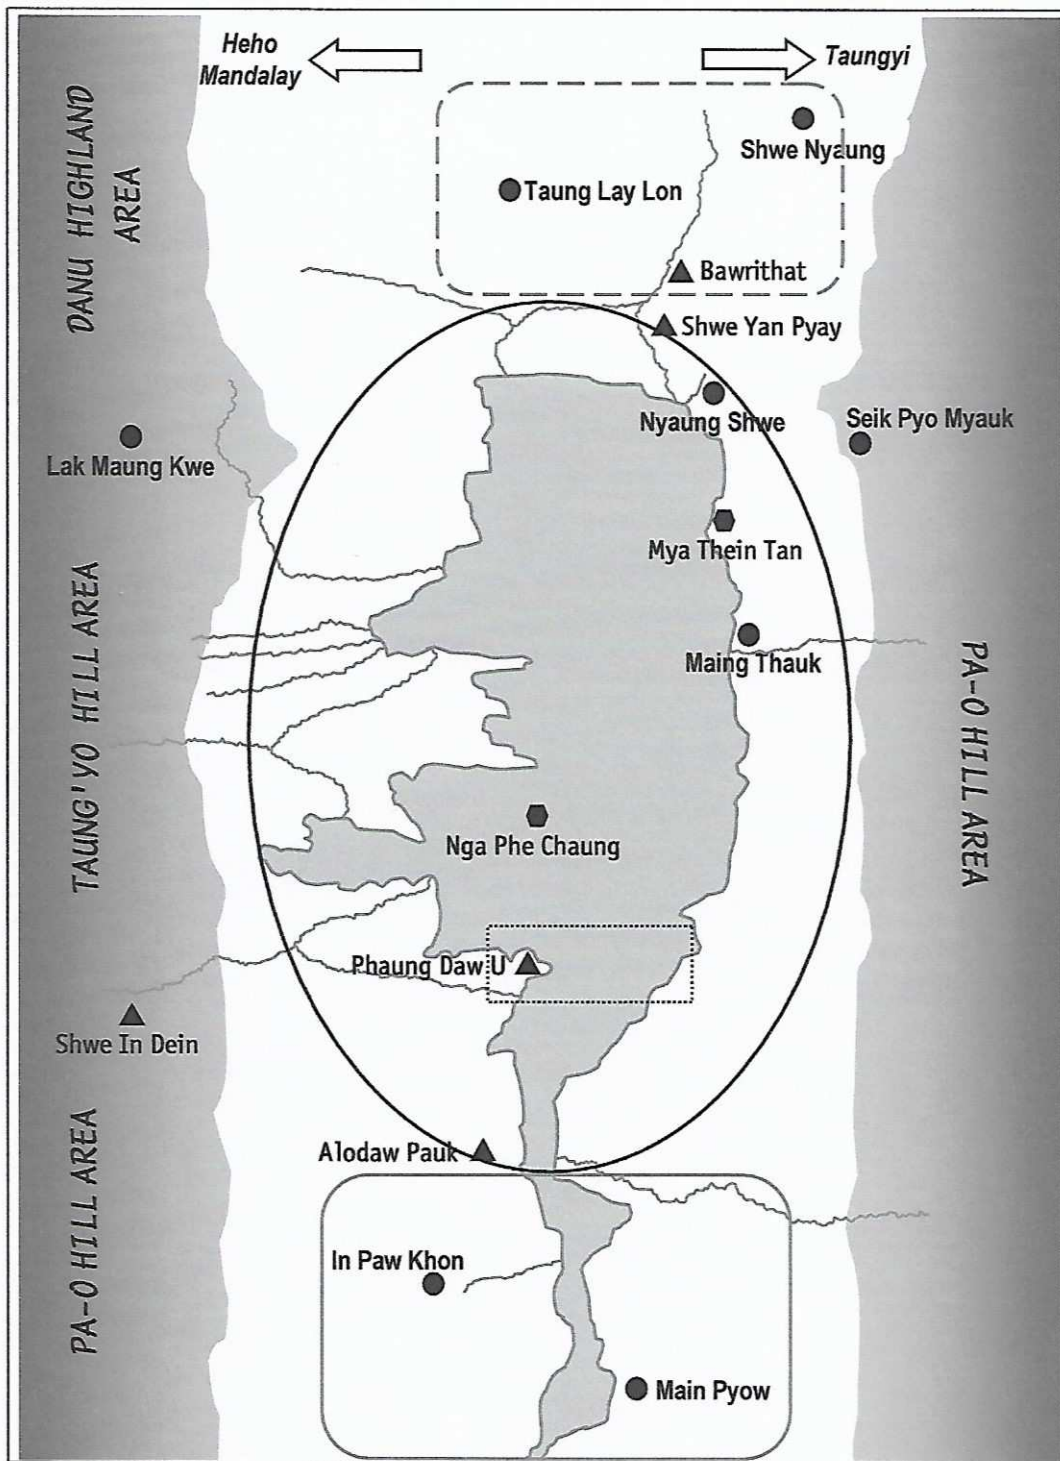 Heho
Mandalay
Taungyi
DANU HIGHLAND
AREA
Shwe Nyaung
Taung Lay Lon
Bawrithat
Shwe Yan Pyay
Nyaung Shwe
Seik Pyo Myauk
Lak Maung Kwe
Mya Thein Tan
TAUNG'YO HILL AREA
Maing Thauk
PA-O HILL AREA
Nga Phe Chaung
Phaung Daw U
Shwe In Dein
PA-O HILL AREA
Alodaw Pauk
In Paw Khon
Main Pyow